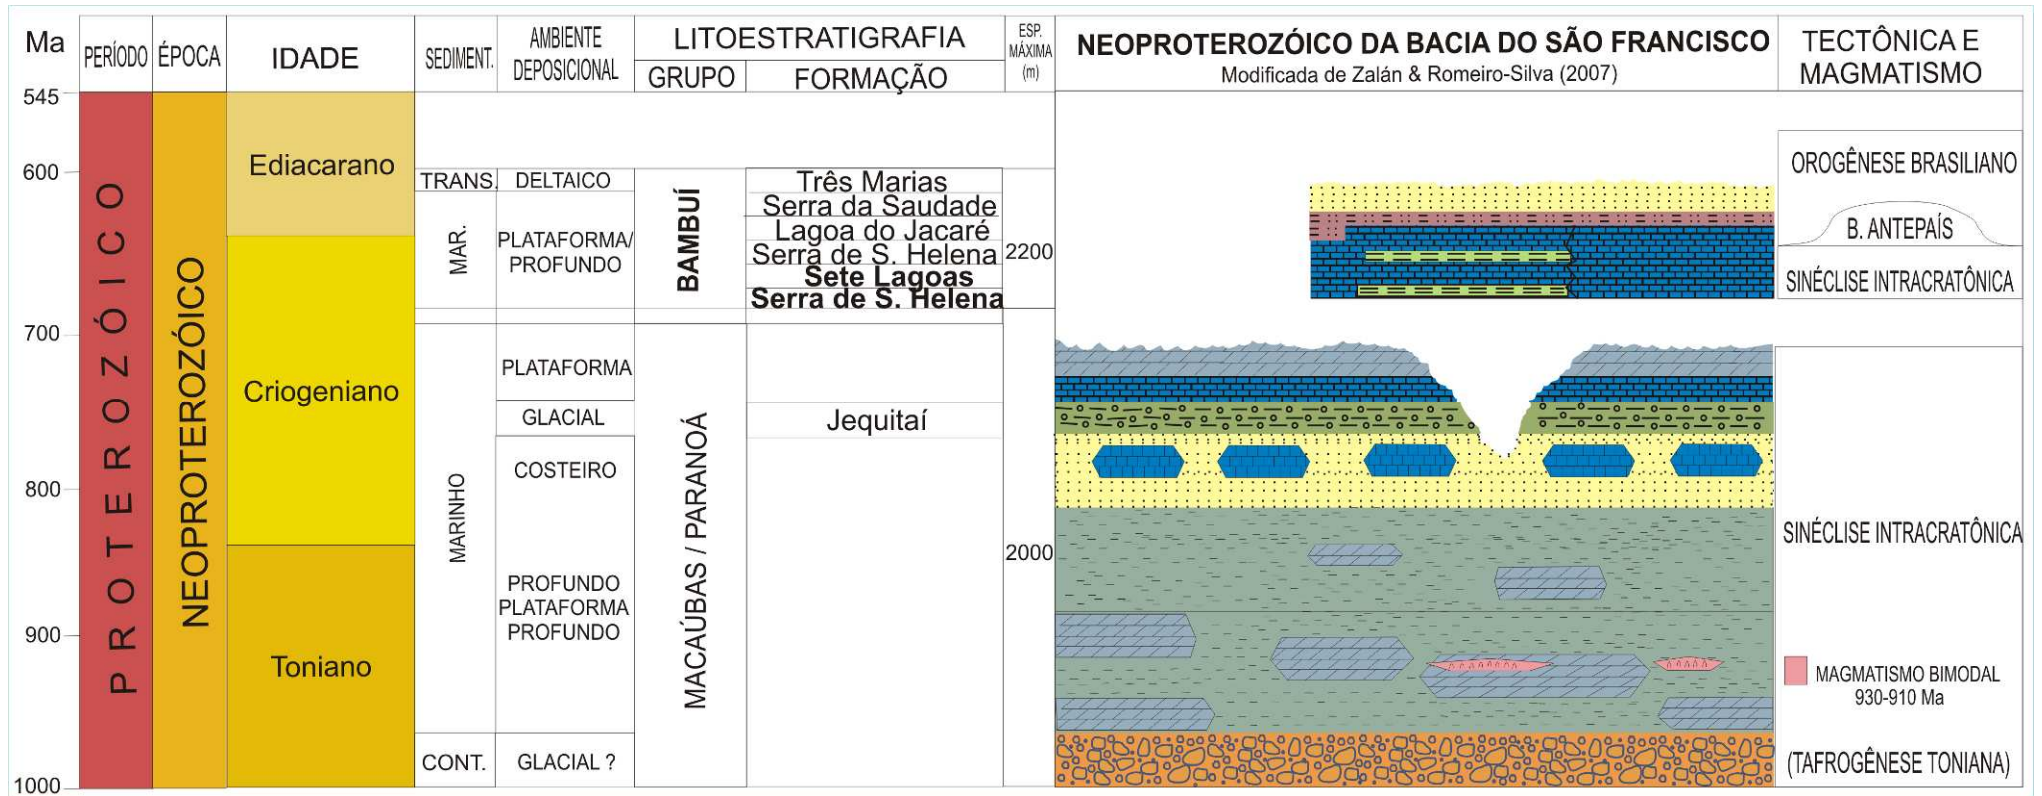 Ma
PERÍODO
ÉPOCA
IDADE
SEDIMENT.
AMBIENTE
DEPOSICIONAL
LITOESTRATIGRAFIA
GRUPO
FORMAÇÃO
ESP.
MÁXIMA
(m)
NEOPROTEROZÓICO DA BACIA DO SÃO FRANCISCO
Modificada de Zalán & Romeiro-Silva (2007)
TECTÔNICA E
MAGMATISMO
545
600
700
800
900
1000
PROTEROZÓICO
NEOPROTEROZÓICO
Ediacarano
Criogeniano
Toniano
TRANS.
MAR.
MARINHO
CONT.
DELTAICO
PLATAFORMA/
PROFUNDO
PLATAFORMA
GLACIAL
COSTEIRO
PROFUNDO
PLATAFORMA
PROFUNDO
GLACIAL ?
BAMBUÍ
MACAÚBAS / PARANOÁ
Três Marias
Serra da Saudade
Lagoa do Jacaré
Serra de S. Helena
Sete Lagoas
Serra de S. Helena
Jequitaí
2200
2000
OROGÊNESE BRASILIANO
B. ANTEPAÍS
SINÉCLISE INTRACRATÔNICA
SINÉCLISE INTRACRATÔNICA
MAGMATISMO BIMODAL
930-910 Ma
(TAFROGÊNESE TONIANA)